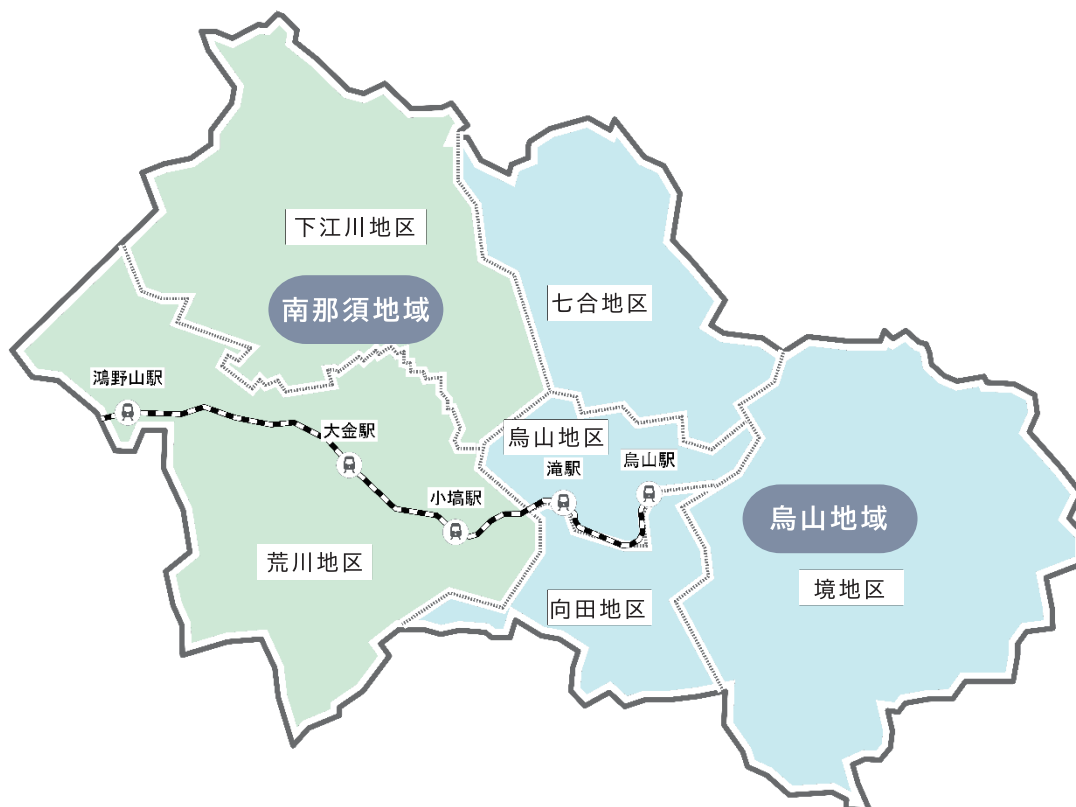 下江川地区
南那須地域
七合地区
鴻野山駅
大金駅
烏山地区
烏山駅
滝駅
小塙駅
烏山地域
荒川地区
境地区
向田地区